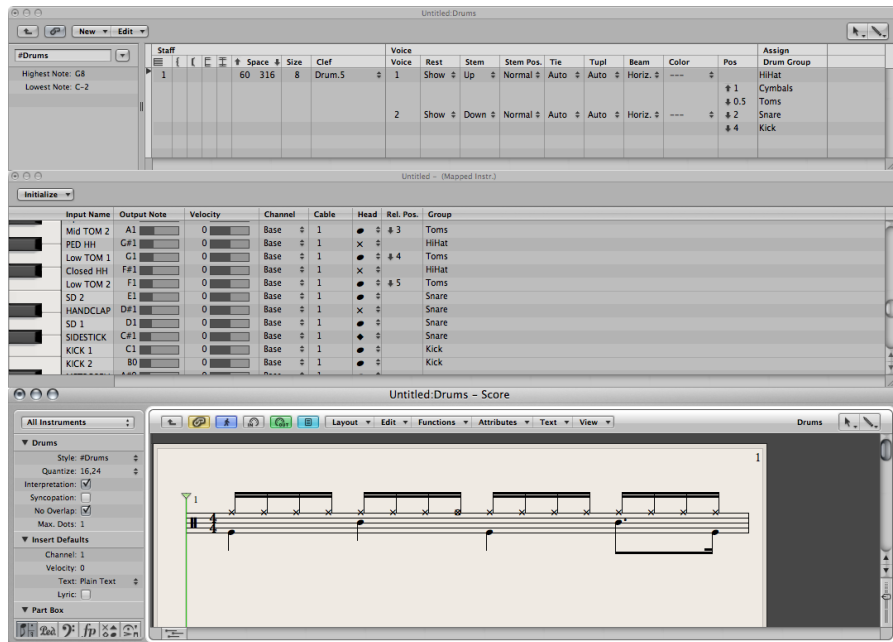 Untitled:Drums
New Edit
Staff Voice Assign
#Drums
Space Size Clef Voice Rest Stem Stem Pos. Tie Tupl Beam Color Pos Drum Group
Highest Note: G8
1 60 316 8 Drum.5 1 Show Up Normal Auto Auto Horiz. --- HiHat
Lowest Note: C-2
1 Cymbals
0.5 Toms
2 Show Down Normal Auto Auto Horiz. --- 2 Snare
4 Kick
Untitled - (Mapped Instr.)
Initialize
Input Name Output Note Velocity Channel Cable Head Rel. Pos. Group
Mid TOM 2 A1 0 Base 1 3 Toms
PED HH G#1 0 Base 1 HiHat
Low TOM 1 G1 0 Base 1 4 Toms
Closed HH F#1 0 Base 1 HiHat
Low TOM 2 F1 0 Base 1 5 Toms
SD 2 E1 0 Base 1 Snare
HANDCLAP D#1 0 Base 1 Snare
SD 1 D1 0 Base 1 Snare
SIDESTICK C#1 0 Base 1 Snare
KICK 1 C1 0 Base 1 Kick
KICK 2 B0 0 Base 1 Kick
Untitled:Drums - Score
All Instruments
IN OUT Layout Edit Functions Attributes Text View Drums
Drums
Style: #Drums
Quantize: 16,24
Interpretation:
Syncopation:
No Overlap:
Max. Dots: 1
Insert Defaults
Channel: 1
Velocity: 0
Text: Plain Text
Lyric:
Part Box
Ped. fp
1
1
4
4